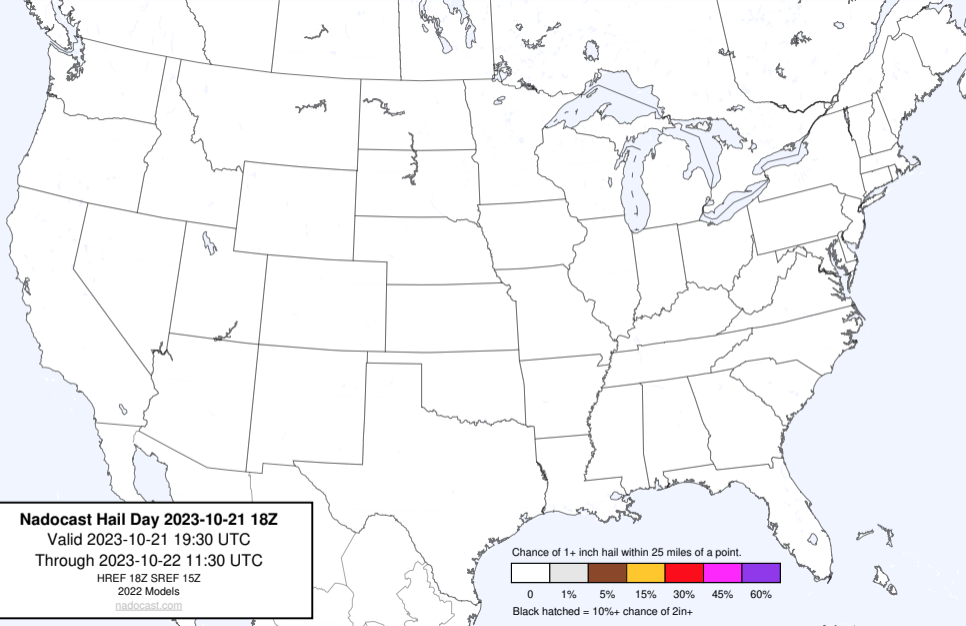 Nadocast Hail Day 2023-10-21 18Z
Valid 2023-10-21 19:30 UTC
Through 2023-10-22 11:30 UTC
HREF 18Z SREF 15Z
2022 Models
nadocast.com
Chance of 1+ inch hail within 25 miles of a point.
0 1% 5% 15% 30% 45% 60%
Black hatched = 10%+ chance of 2in+